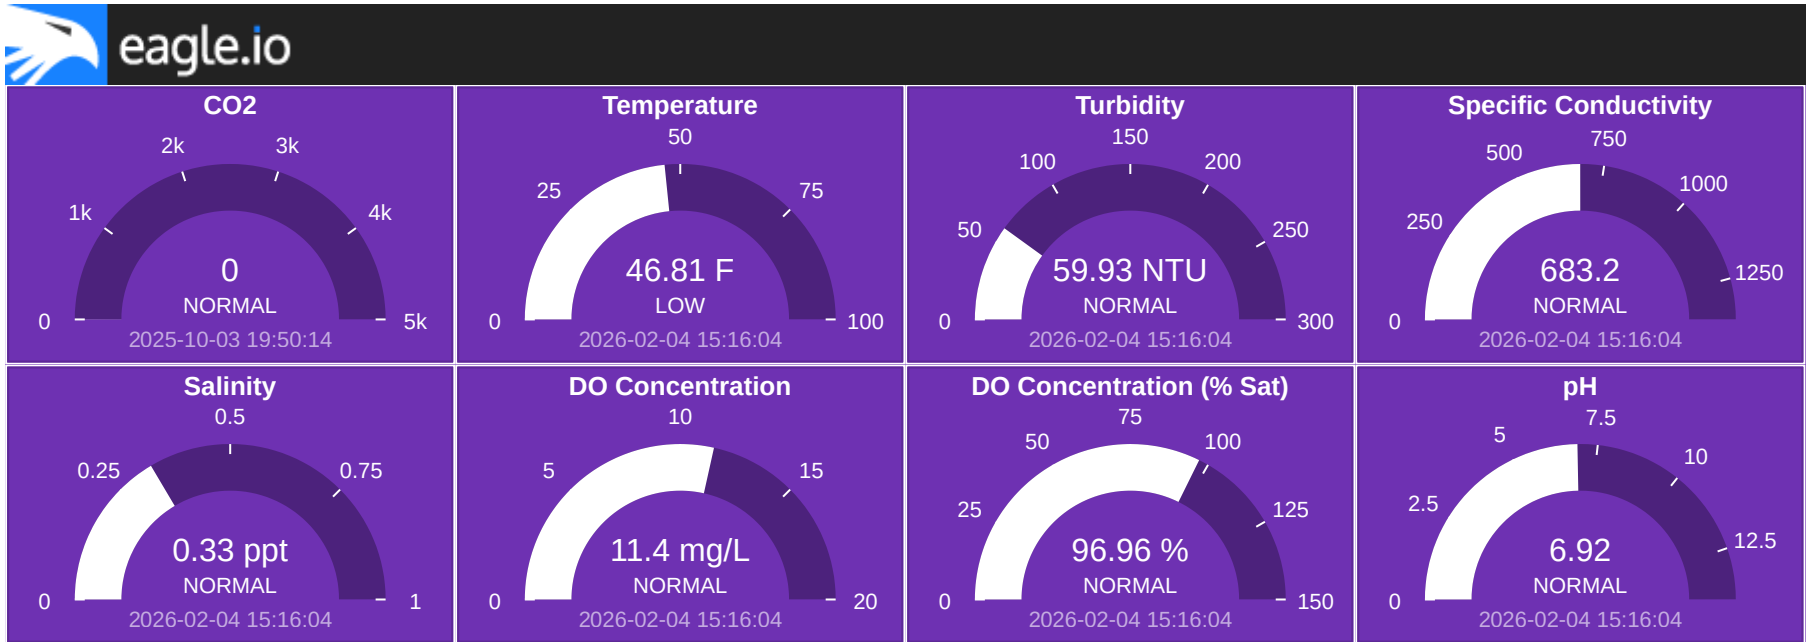 eagle.io
CO2
0
1k
2k
3k
4k
5k
0
NORMAL
2025-10-03 19:50:14
Temperature
0
25
50
75
100
46.81 F
LOW
2026-02-04 15:16:04
Turbidity
0
50
100
150
200
250
300
59.93 NTU
NORMAL
2026-02-04 15:16:04
Specific Conductivity
0
250
500
750
1000
1250
683.2
NORMAL
2026-02-04 15:16:04
Salinity
0
0.25
0.5
0.75
1
0.33 ppt
NORMAL
2026-02-04 15:16:04
DO Concentration
0
5
10
15
20
11.4 mg/L
NORMAL
2026-02-04 15:16:04
DO Concentration (% Sat)
0
25
50
75
100
125
150
96.96 %
NORMAL
2026-02-04 15:16:04
pH
0
2.5
5
7.5
10
12.5
6.92
NORMAL
2026-02-04 15:16:04